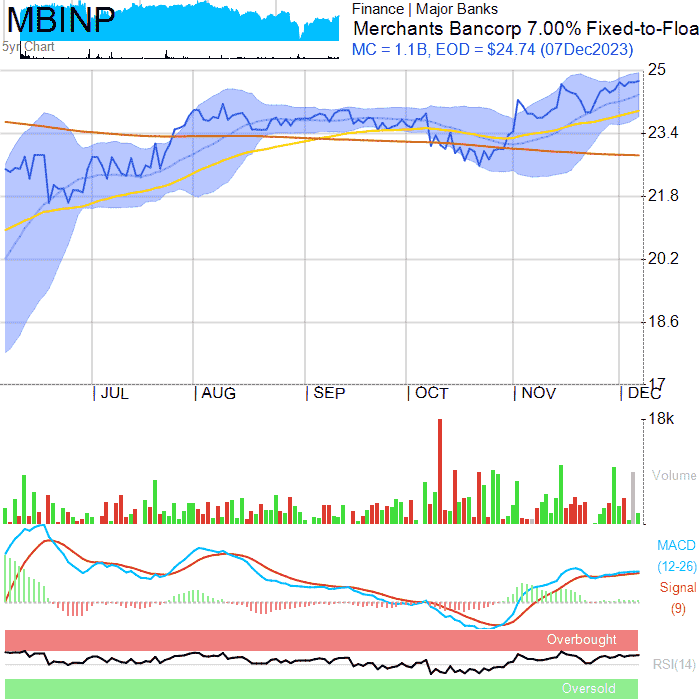 MBINP
5yr Chart
Finance | Major Banks
Merchants Bancorp 7.00% Fixed-to-Floa
MC = 1.1B, EOD = $24.74 (07Dec2023)
25
23.4
21.8
20.2
18.6
17
JUL AUG SEP OCT NOV DEC
18k
Volume
MACD
(12-26)
Signal
(9)
Overbought
RSI(14)
Oversold